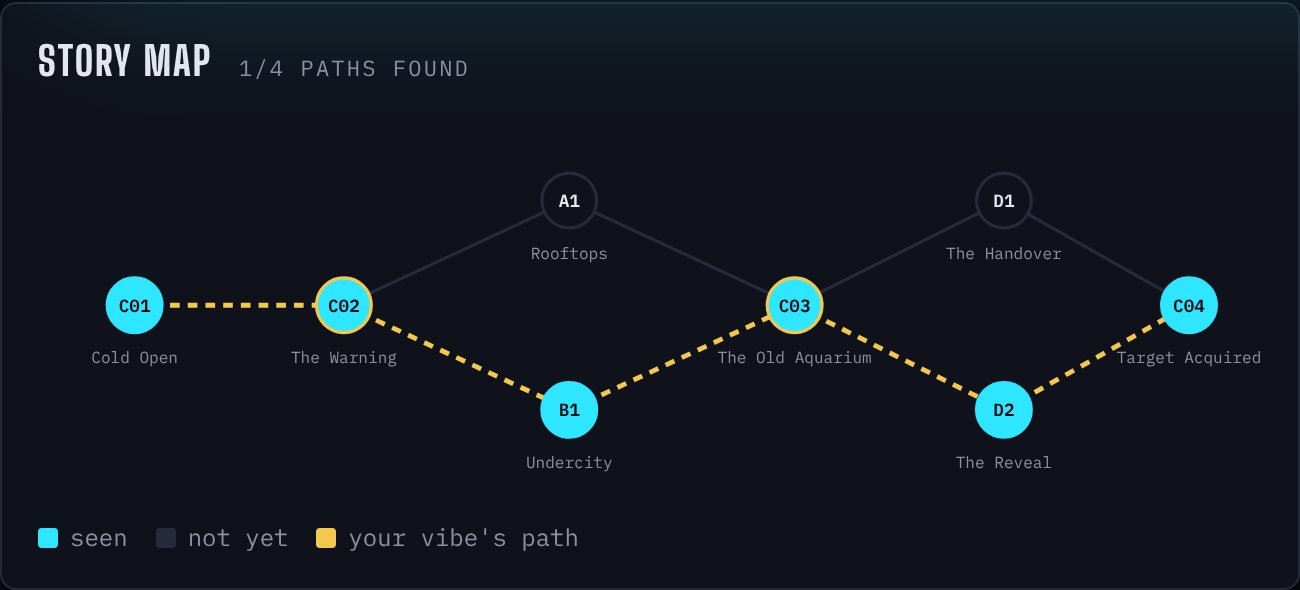 STORY MAP 1/4 PATHS FOUND
A1
Rooftops
D1
The Handover
C01
Cold Open
C02
The Warning
C03
The Old Aquarium
C04
Target Acquired
B1
Undercity
D2
The Reveal
seen not yet your vibe's path